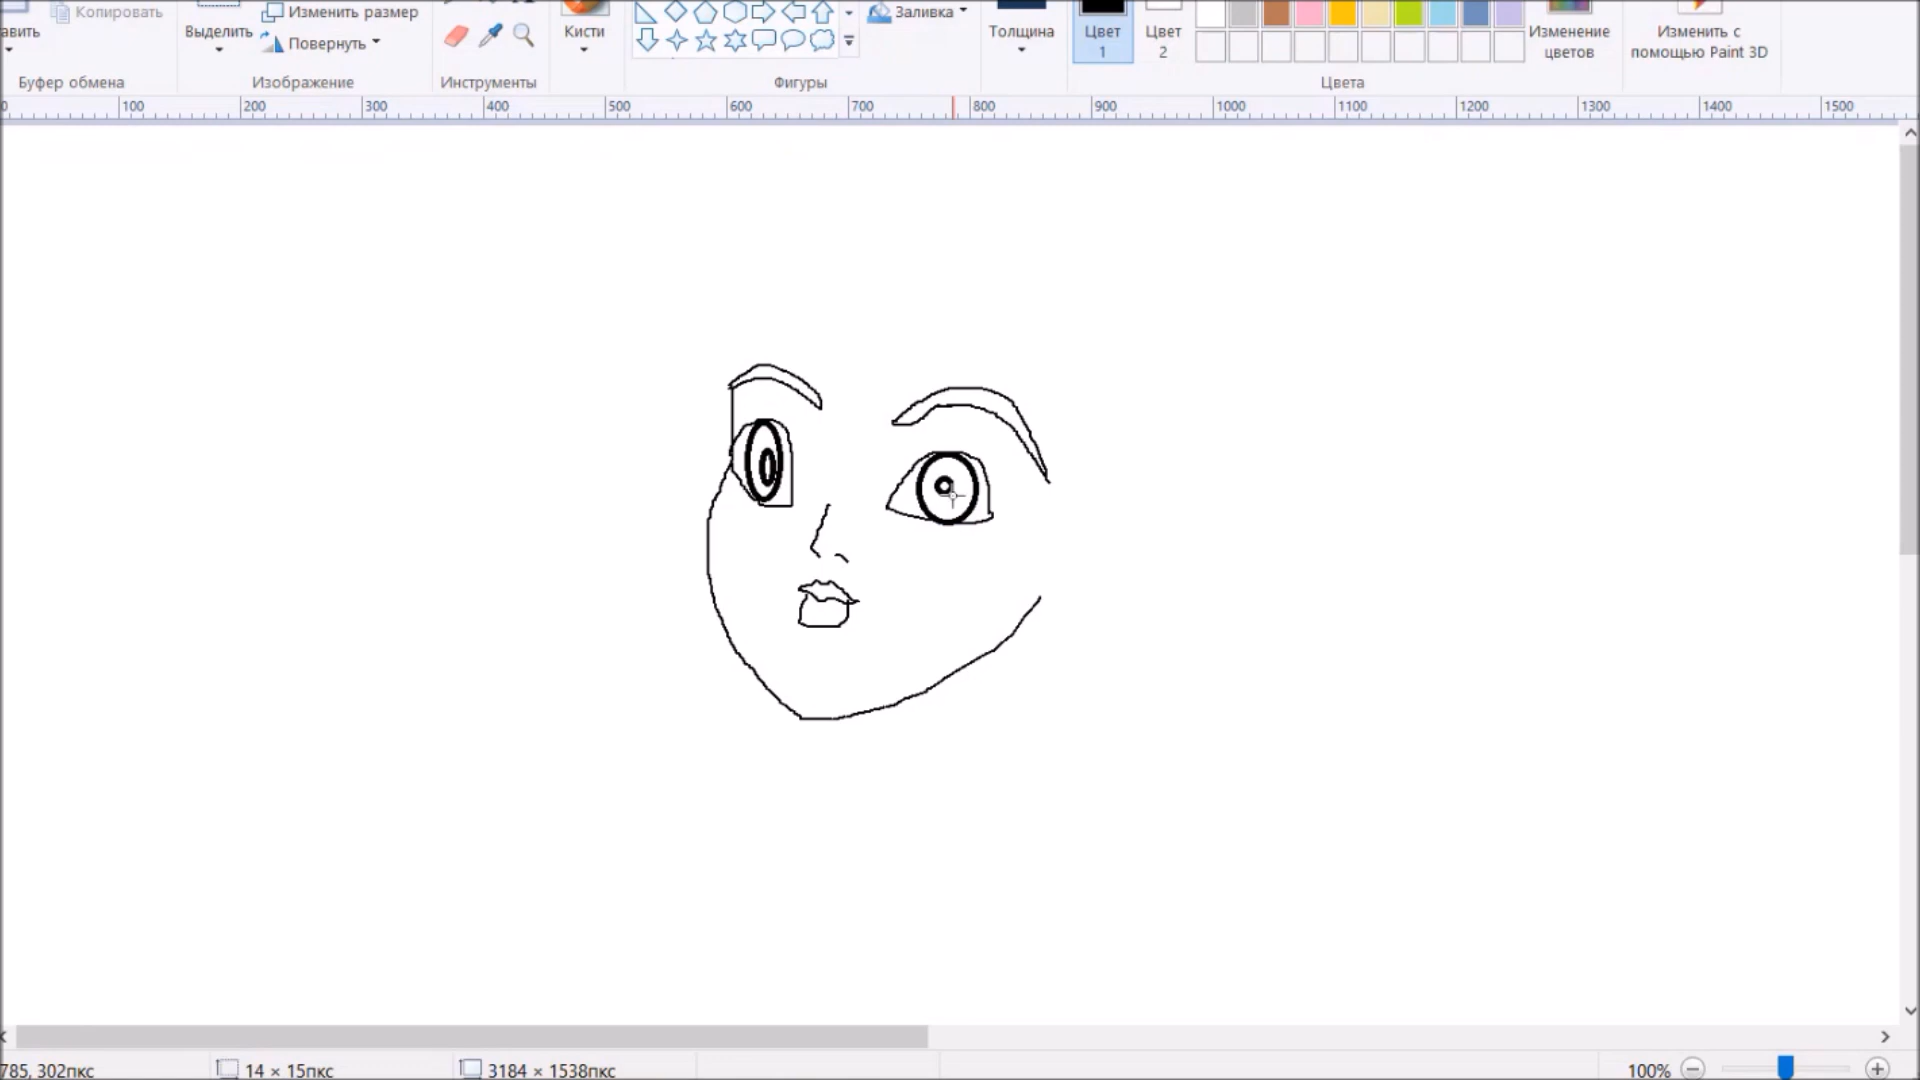 Копировать
Изменить размер
авить
Выделить
Повернуть
Кисти
Заливка
Толщина
Цвет
1
Цвет
2
Изменение
цветов
Изменить с
помощью Paint 3D
Буфер обмена
Изображение
Инструменты
Фигуры
Цвета
0 100 200 300 400 500 600 700 800 900 1000 1100 1200 1300 1400 1500
785, 302пкс
14 × 15пкс
3184 × 1538пкс
100%